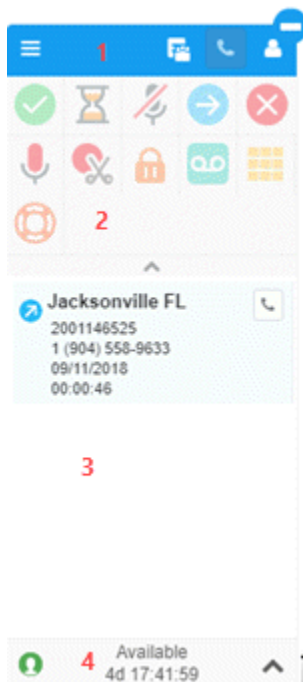 1
2
Jacksonville FL
2001146525
1 (904) 558-9633
09/11/2018
00:00:46
3
4 Available
4d 17:41:59